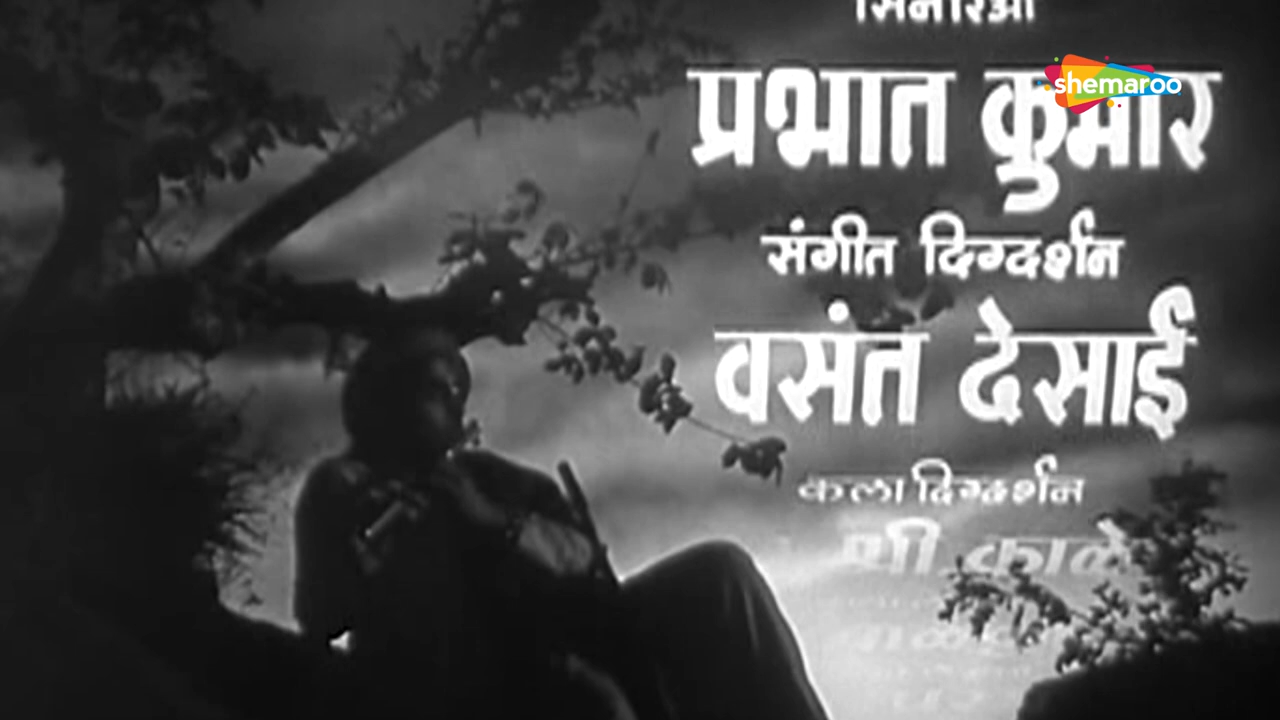 सिनारिओ
प्रभात कुमार
shemaroo
संगीत दिग्दर्शन
वसंत देसाई
कला दिग्दर्शन
काळे